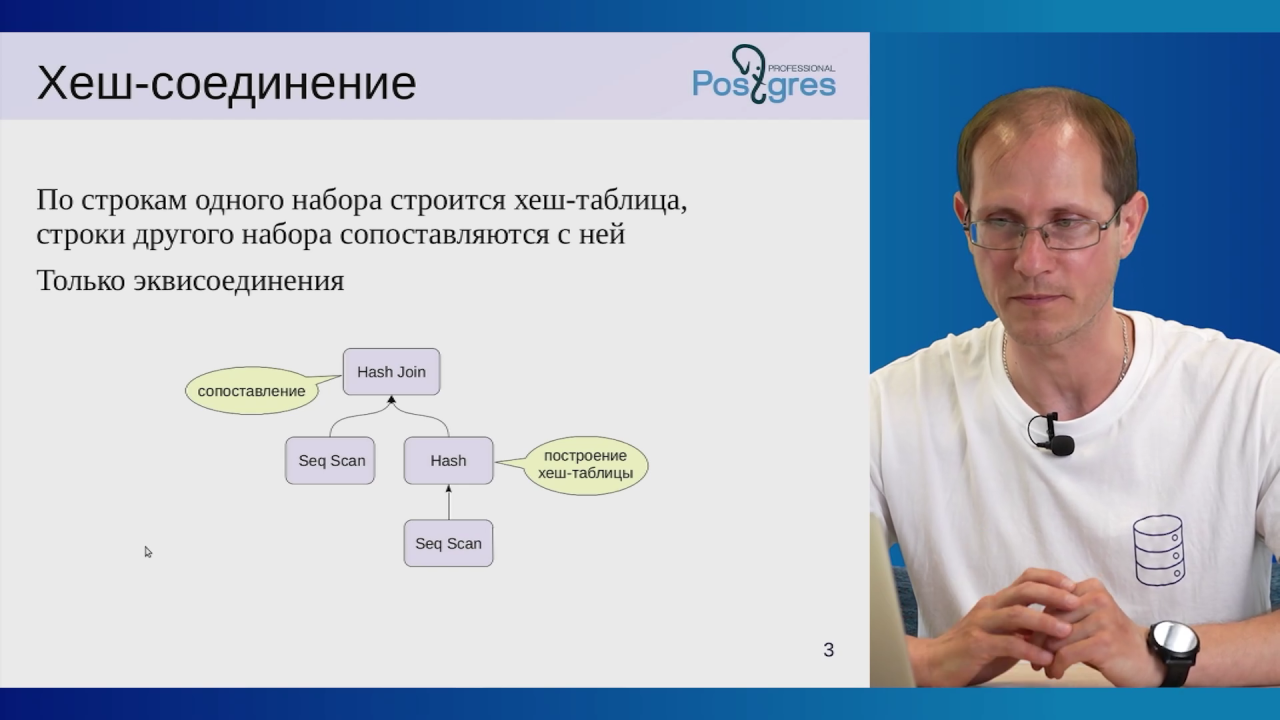 Хеш-соединение
PROFESSIONAL
Postgres
По строкам одного набора строится хеш-таблица,
строки другого набора сопоставляются с ней
Только эквисоединения
Hash Join
сопоставление
Seq Scan
Hash
построение
хеш-таблицы
Seq Scan
3